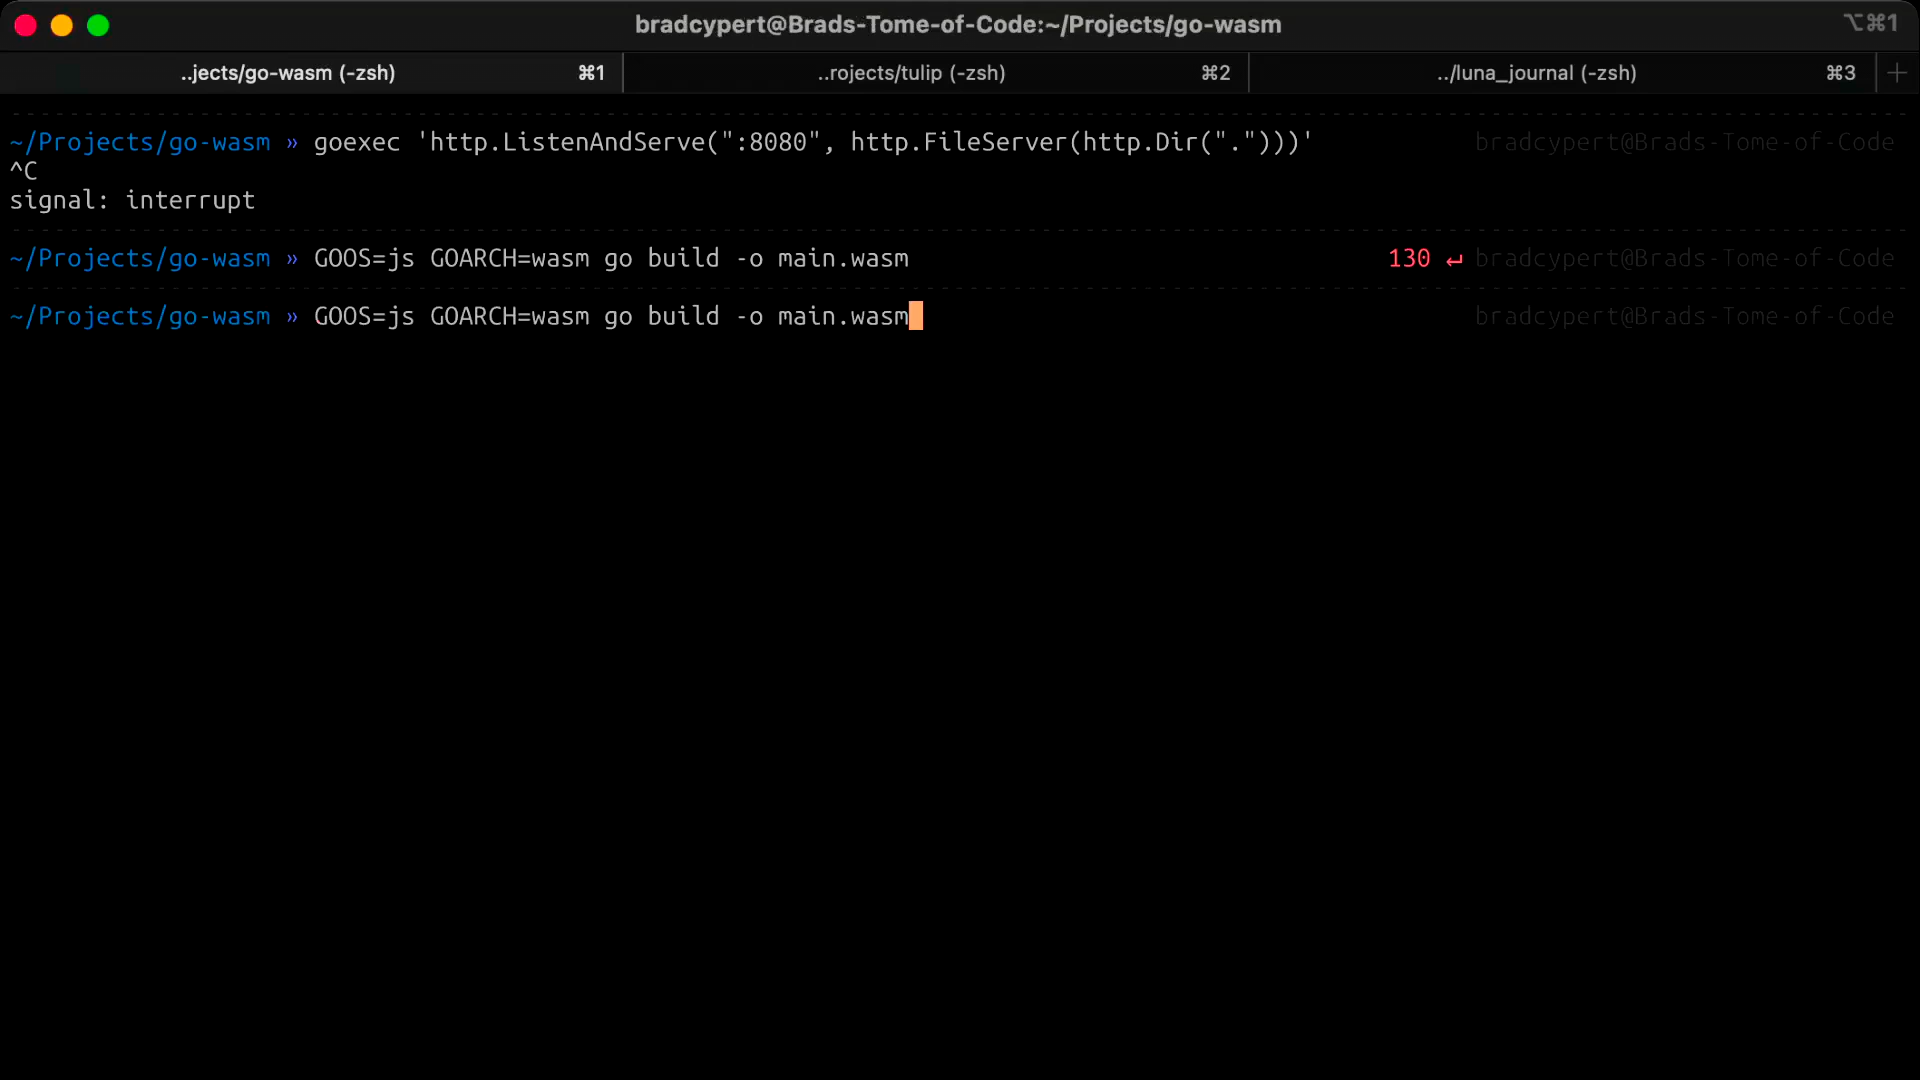 bradcypert@Brads-Tome-of-Code:~/Projects/go-wasm ⌥⌘1
..jects/go-wasm (-zsh) ⌘1 ..rojects/tulip (-zsh) ⌘2 ../luna_journal (-zsh) ⌘3 +
~/Projects/go-wasm » goexec 'http.ListenAndServe(":8080", http.FileServer(http.Dir(".")))' bradcypert@Brads-Tome-of-Code
^C
signal: interrupt
~/Projects/go-wasm » GOOS=js GOARCH=wasm go build -o main.wasm 130 ↵ bradcypert@Brads-Tome-of-Code
~/Projects/go-wasm » GOOS=js GOARCH=wasm go build -o main.wasm bradcypert@Brads-Tome-of-Code